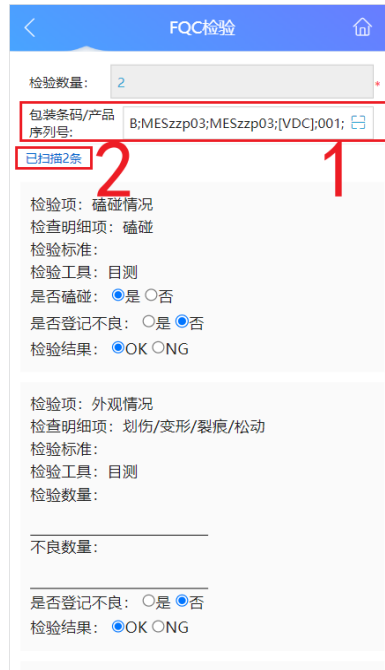 FQC检验
检验数量： 2 *
包装条码/产品
序列号： B;MESzzp03;MESzzp03;[VDC];001;
已扫描2条
2
1
检验项：磕碰情况
检查明细项：磕碰
检验标准：
检验工具：目测
是否磕碰： 是 否
是否登记不良： 是 否
检验结果： OK NG
检验项：外观情况
检查明细项：划伤/变形/裂痕/松动
检验标准：
检验工具：目测
检验数量：
不良数量：
是否登记不良： 是 否
检验结果： OK NG